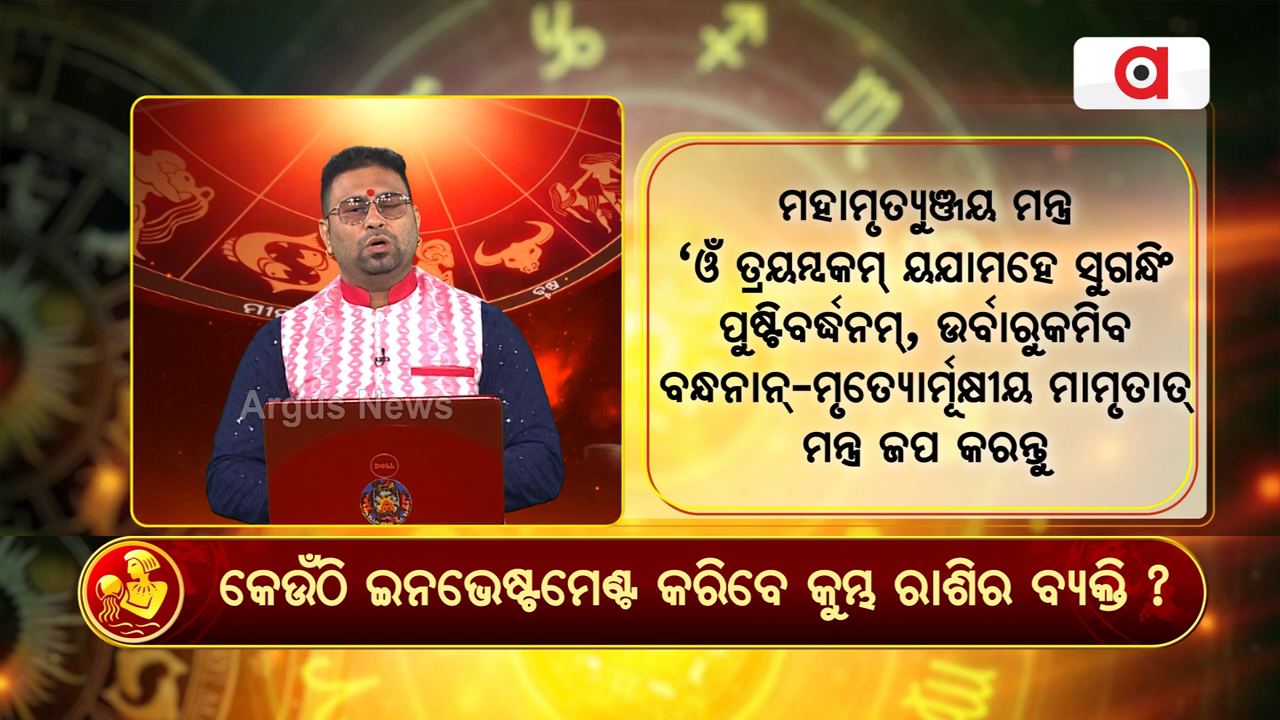 ମହାମୃତ୍ୟୁଞ୍ଜୟ ମନ୍ତ୍ର
‘ଓଁ ତ୍ରୟମ୍ବକମ୍ ୟଯାମହେ ସୁଗନ୍ଧିଂ
ପୁଷ୍ଟିବର୍ଦ୍ଧନମ୍, ଉର୍ବାରୁକମିବ
ବନ୍ଧନାନ୍-ମୃତ୍ୟୋର୍ମୂକ୍ଷୀୟ ମାମୃତାତ୍
ମନ୍ତ୍ର ଜପ କରନ୍ତୁ
ବୃଷ
Argus News
DELL
କେଉଁଠି ଇନଭେଷ୍ଟମେଣ୍ଟ କରିବେ କୁମ୍ଭ ରାଶିର ବ୍ୟକ୍ତି ?